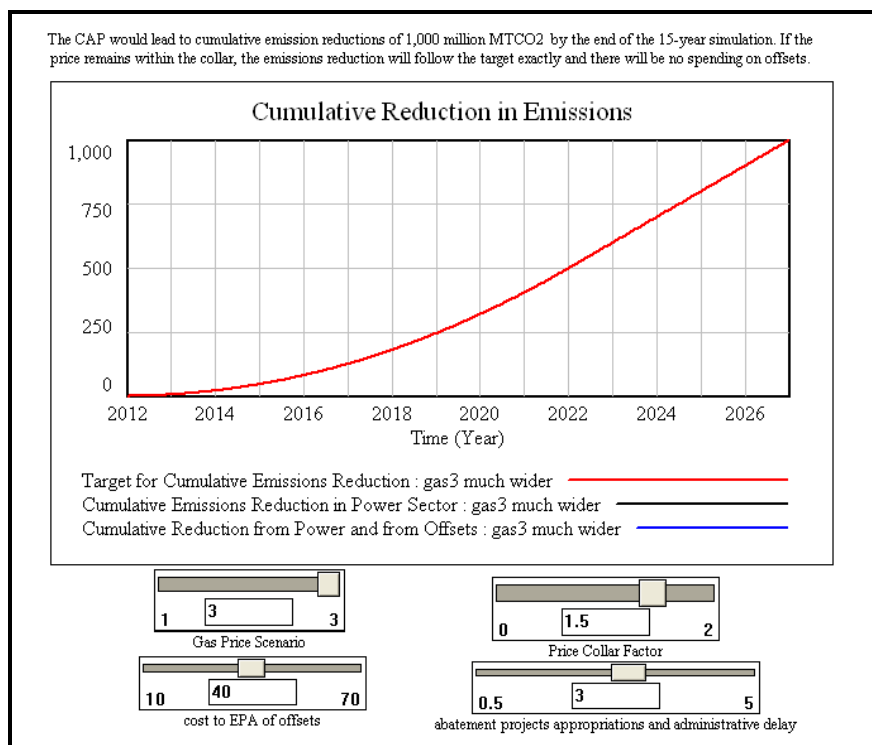 The CAP would lead to cumulative emission reductions of 1,000 million MTCO2 by the end of the 15-year simulation. If the
price remains within the collar, the emissions reduction will follow the target exactly and there will be no spending on offsets.
Cumulative Reduction in Emissions
1,000
750
500
250
0
2012 2014 2016 2018 2020 2022 2024 2026
Time (Year)
Target for Cumulative Emissions Reduction : gas3 much wider
Cumulative Emissions Reduction in Power Sector : gas3 much wider
Cumulative Reduction from Power and from Offsets : gas3 much wider
1 3 3
Gas Price Scenario
0 1.5 2
Price Collar Factor
10 40 70
cost to EPA of offsets
0.5 3 5
abatement projects appropriations and administrative delay